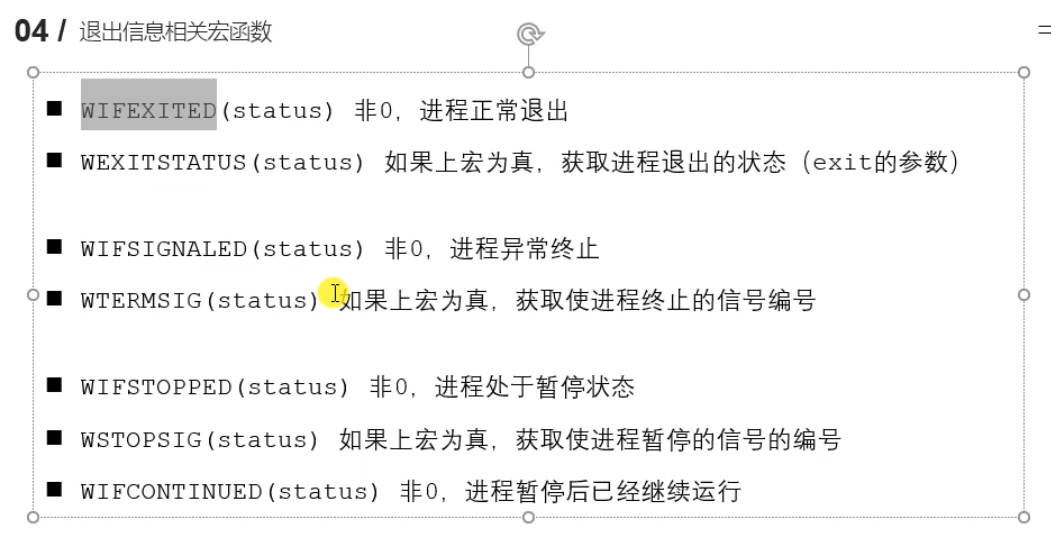 04 / 退出信息相关宏函数
■ WIFEXITED(status) 非0，进程正常退出
■ WEXITSTATUS(status) 如果上宏为真，获取进程退出的状态（exit的参数）
■ WIFSIGNALED(status) 非0，进程异常终止
■ WTERMSIG(status) 如果上宏为真，获取使进程终止的信号编号
■ WIFSTOPPED(status) 非0，进程处于暂停状态
■ WSTOPSIG(status) 如果上宏为真，获取使进程暂停的信号的编号
■ WIFCONTINUED(status) 非0，进程暂停后已经继续运行